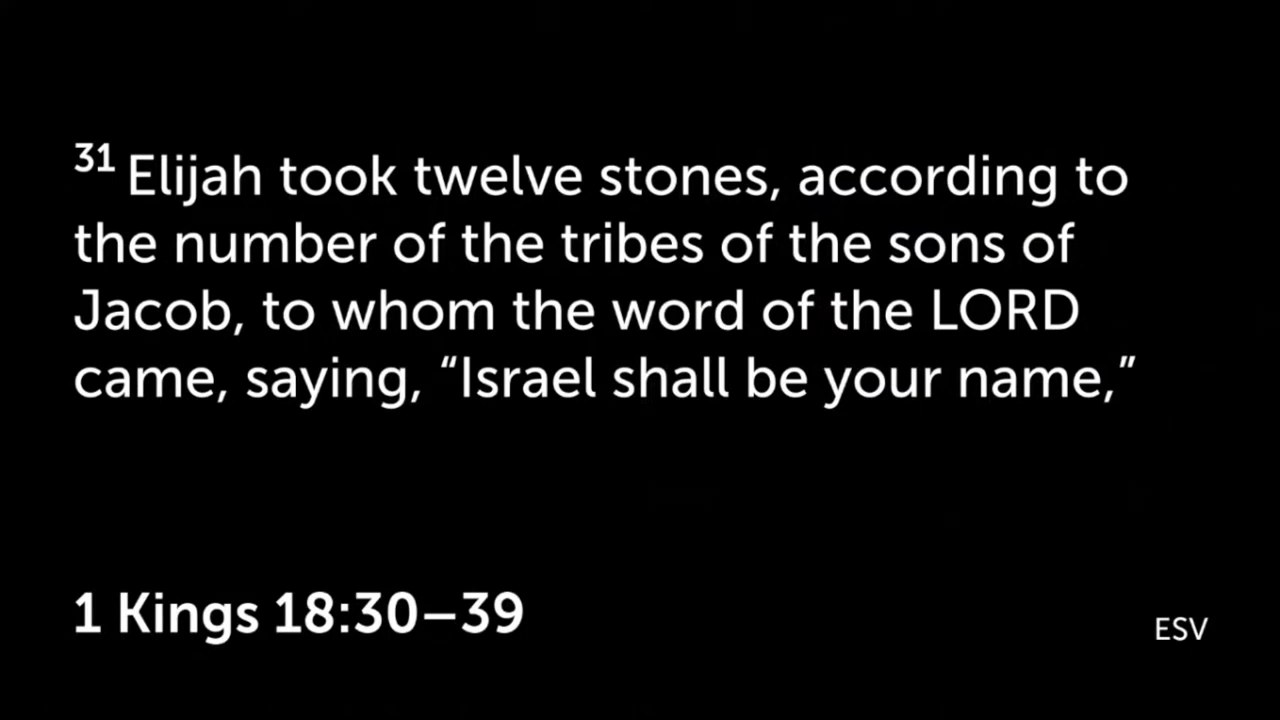 31 Elijah took twelve stones, according to
the number of the tribes of the sons of
Jacob, to whom the word of the LORD
came, saying, “Israel shall be your name,”
1 Kings 18:30–39
ESV